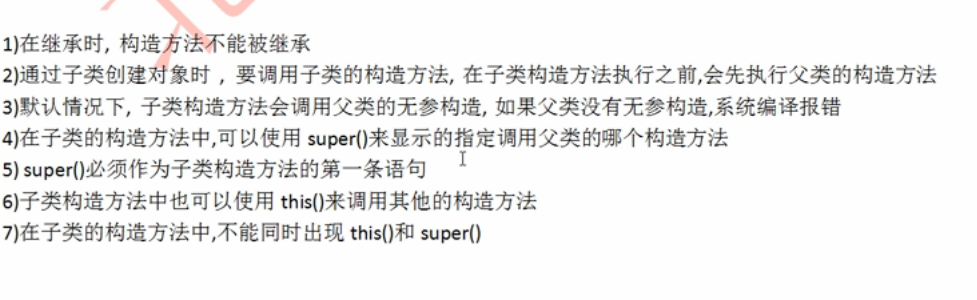 1)在继承时, 构造方法不能被继承
2)通过子类创建对象时 , 要调用子类的构造方法, 在子类构造方法执行之前,会先执行父类的构造方法
3)默认情况下, 子类构造方法会调用父类的无参构造, 如果父类没有无参构造,系统编译报错
4)在子类的构造方法中,可以使用 super()来显示的指定调用父类的哪个构造方法
5) super()必须作为子类构造方法的第一条语句
6)子类构造方法中也可以使用 this()来调用其他的构造方法
7)在子类的构造方法中,不能同时出现 this()和 super()